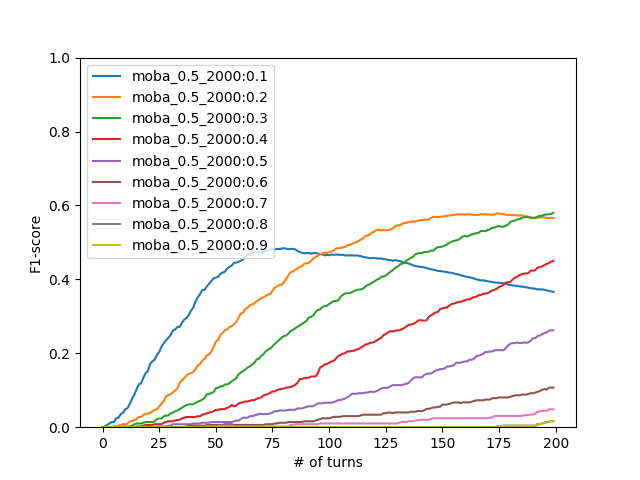 1.0
0.8
0.6
0.4
0.2
0.0
F1-score
moba_0.5_2000:0.1
moba_0.5_2000:0.2
moba_0.5_2000:0.3
moba_0.5_2000:0.4
moba_0.5_2000:0.5
moba_0.5_2000:0.6
moba_0.5_2000:0.7
moba_0.5_2000:0.8
moba_0.5_2000:0.9
0 25 50 75 100 125 150 175 200
# of turns